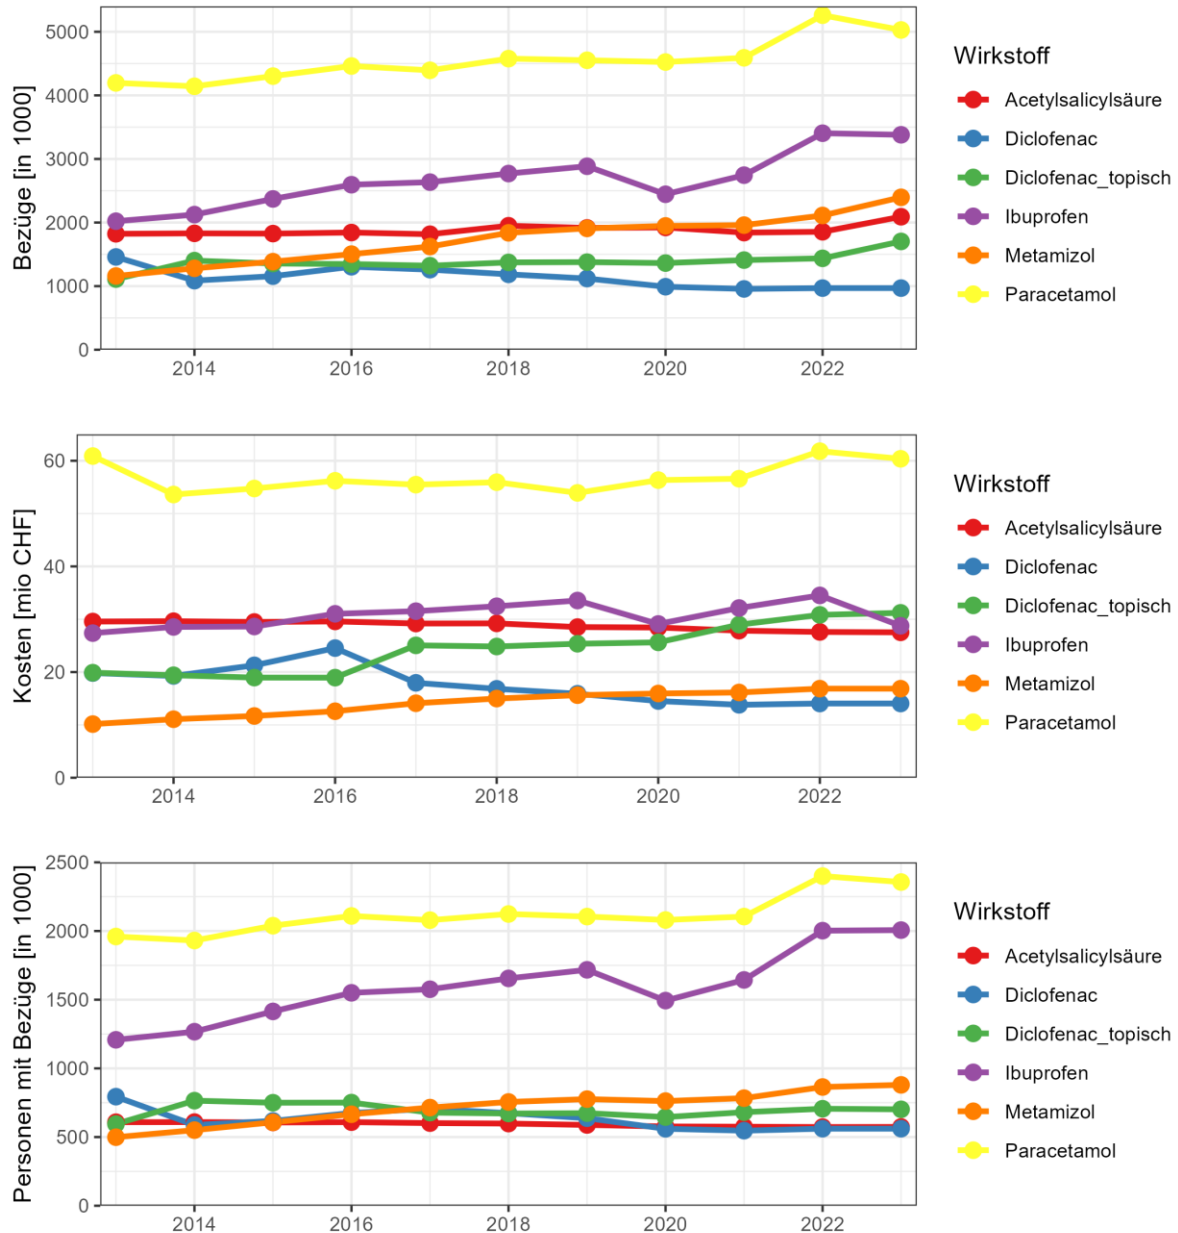 Bezüge [in 1000]
5000
4000
3000
2000
1000
0
2014
2016
2018
2020
2022
Wirkstoff
Acetylsalicylsäure
Diclofenac
Diclofenac_topisch
Ibuprofen
Metamizol
Paracetamol
Kosten [mio CHF]
60
40
20
0
2014
2016
2018
2020
2022
Wirkstoff
Acetylsalicylsäure
Diclofenac
Diclofenac_topisch
Ibuprofen
Metamizol
Paracetamol
Personen mit Bezüge [in 1000]
2500
2000
1500
1000
500
0
2014
2016
2018
2020
2022
Wirkstoff
Acetylsalicylsäure
Diclofenac
Diclofenac_topisch
Ibuprofen
Metamizol
Paracetamol